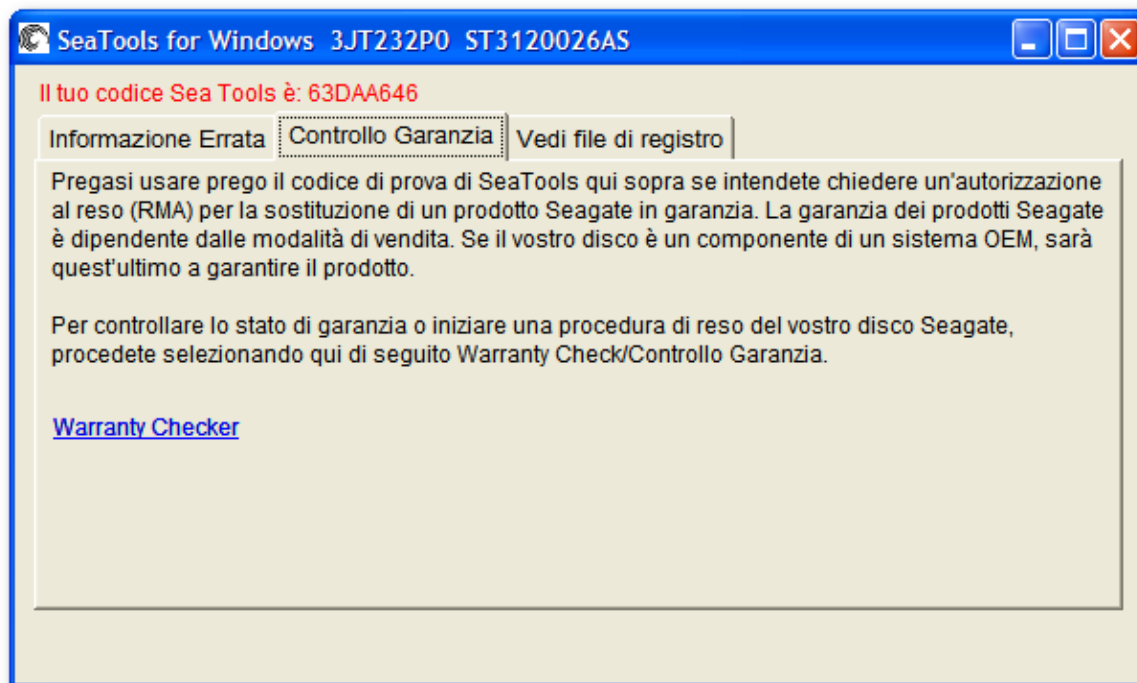 SeaTools for Windows 3JT232P0 ST3120026AS
Il tuo codice Sea Tools è: 63DAA646
Informazione Errata Controllo Garanzia Vedi file di registro
Pregasi usare prego il codice di prova di SeaTools qui sopra se intendete chiedere un'autorizzazione
al reso (RMA) per la sostituzione di un prodotto Seagate in garanzia. La garanzia dei prodotti Seagate
è dipendente dalle modalità di vendita. Se il vostro disco è un componente di un sistema OEM, sarà
quest'ultimo a garantire il prodotto.
Per controllare lo stato di garanzia o iniziare una procedura di reso del vostro disco Seagate,
procedete selezionando qui di seguito Warranty Check/Controllo Garanzia.
Warranty Checker